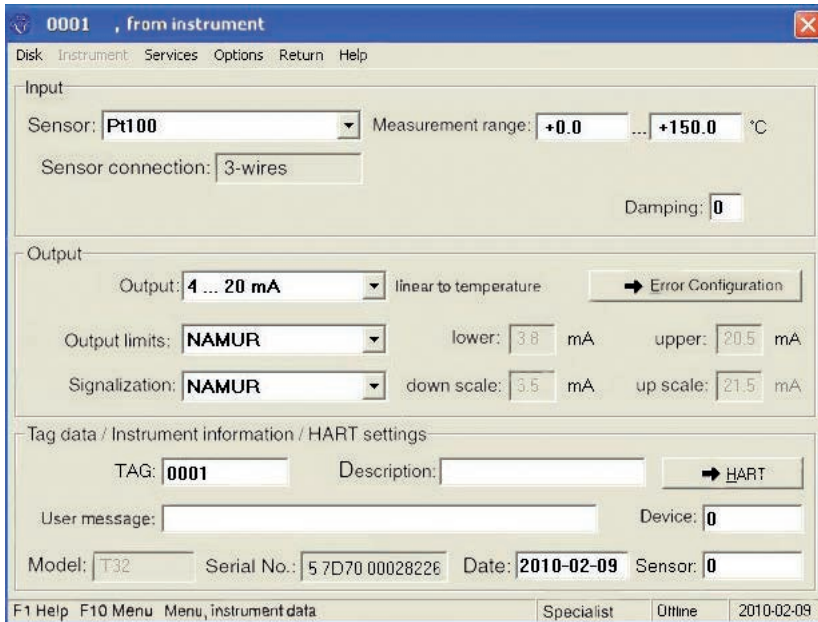 0001 , from instrument
Disk Instrument Services Options Return Help
Input
Sensor: Pt100 Measurement range: +0.0 ... +150.0 °C
Sensor connection: 3-wires
Damping: 0
Output
Output: 4 ... 20 mA linear to temperature → Error Configuration
Output limits: NAMUR lower: 3.8 mA upper: 20.5 mA
Signalization: NAMUR down scale: 3.5 mA up scale: 21.5 mA
Tag data / Instrument information / HART settings
TAG: 0001 Description: → HART
User message: Device: 0
Model: T32 Serial No.: 5 7D70 00028226 Date: 2010-02-09 Sensor: 0
F1 Help F10 Menu Menu, instrument data Specialist Offline 2010-02-09